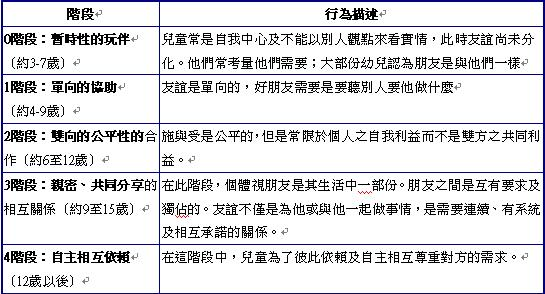 階段 行為描述
0階段：暫時性的玩伴 兒童常是自我中心及不能以別人觀點來看實情，此時友誼尚未分
〔約3-7歲〕 化。他們常考量他們需要；大部份幼兒認為朋友是與他們一樣
1階段：單向的協助 友誼是單向的，好朋友需要是要聽別人要他做什麼
(約4-9歲)
2階段：雙向的公平性的合 施與受是公平的，但是常限於個人之自我利益而不是雙方之共同利
作〔約6至12歲〕 益。
3階段：親密、共同分享的 在此階段，個體視朋友是其生活中一部份。朋友之間是互有要求及
相互關係〔約9至15歲〕 獨佔的。友誼不僅是為他或與他一起做事情，是需要連續、有系統
及相互承諾的關係。
4階段：自主相互依賴 在這階段中，兒童為了彼此依賴及自主相互尊重對方的需求。
〔12歲以後〕